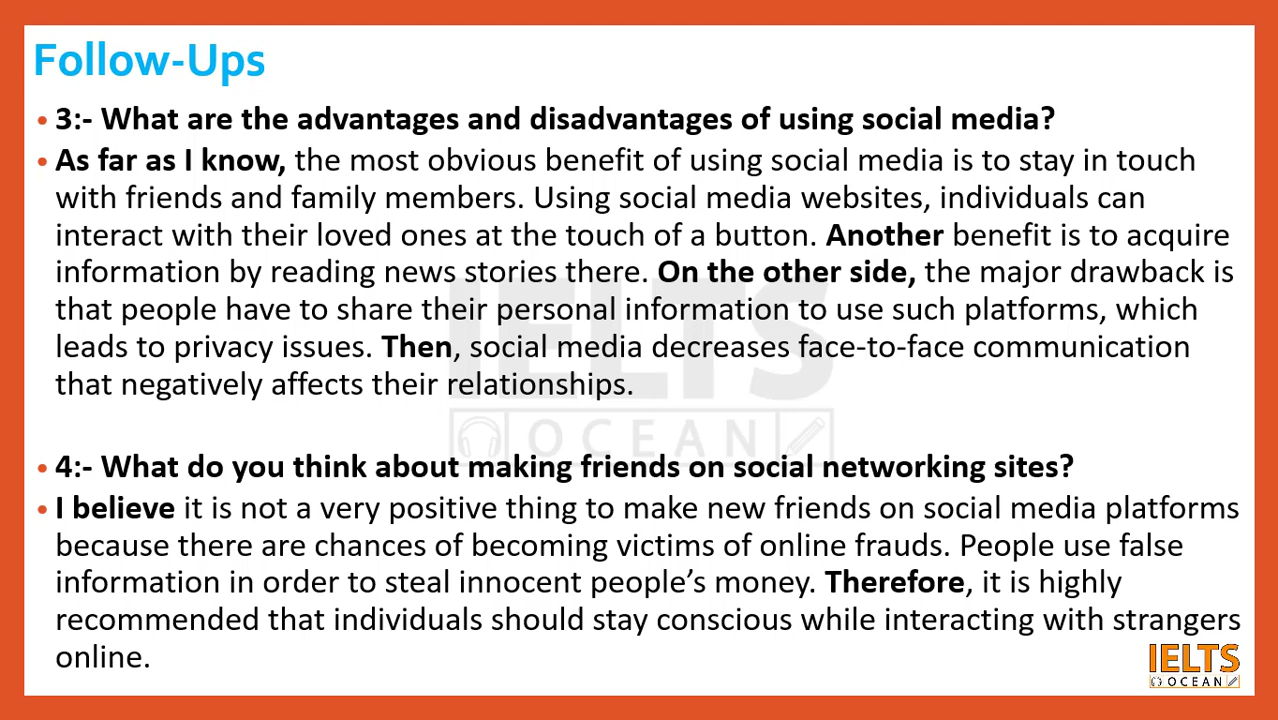 Follow-Ups
• 3:- What are the advantages and disadvantages of using social media?
• As far as I know, the most obvious benefit of using social media is to stay in touch
with friends and family members. Using social media websites, individuals can
interact with their loved ones at the touch of a button. Another benefit is to acquire
information by reading news stories there. On the other side, the major drawback is
that people have to share their personal information to use such platforms, which
leads to privacy issues. Then, social media decreases face-to-face communication
that negatively affects their relationships.
IELTS
OCEAN
• 4:- What do you think about making friends on social networking sites?
• I believe it is not a very positive thing to make new friends on social media platforms
because there are chances of becoming victims of online frauds. People use false
information in order to steal innocent people’s money. Therefore, it is highly
recommended that individuals should stay conscious while interacting with strangers
online.
IELTS
OCEAN